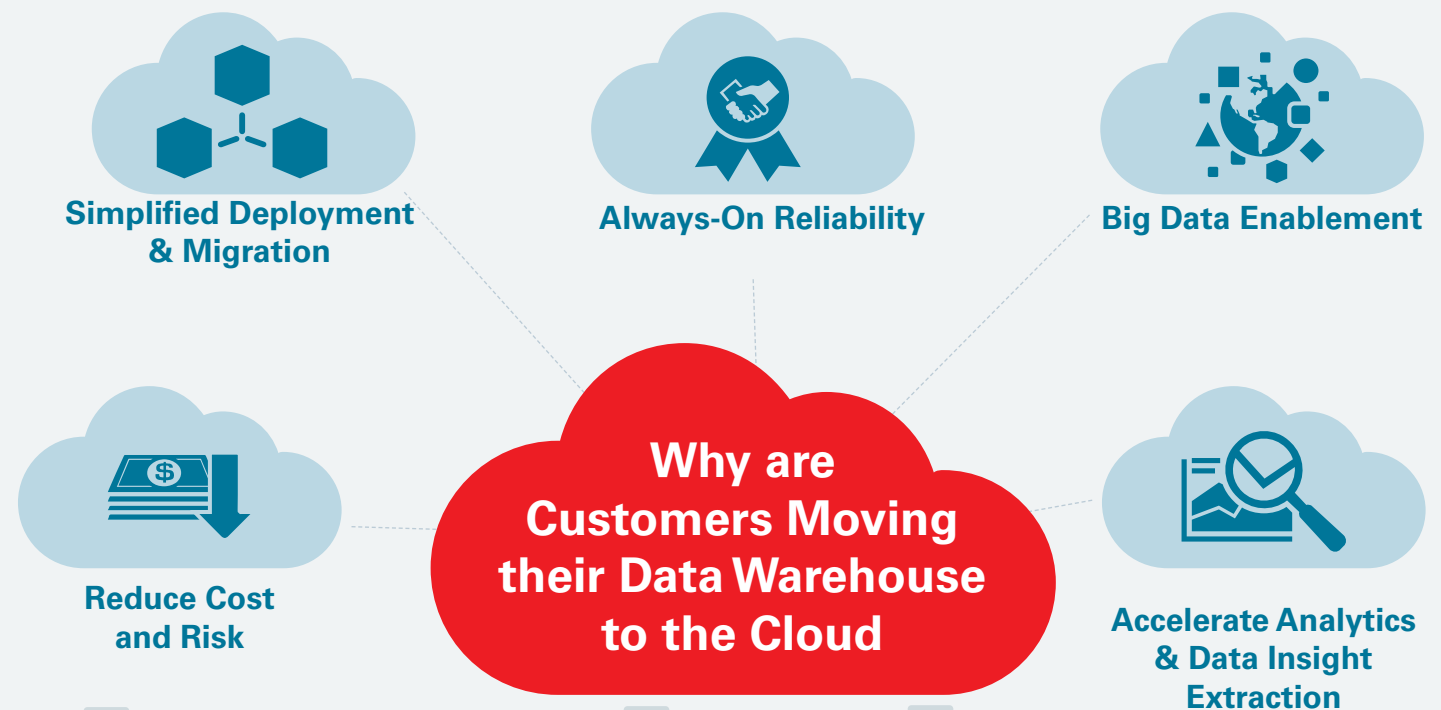 Simplified Deployment
& Migration
Always-On Reliability
Big Data Enablement
$
Why are
Customers Moving
their Data Warehouse
to the Cloud
Reduce Cost
and Risk
Accelerate Analytics
& Data Insight
Extraction